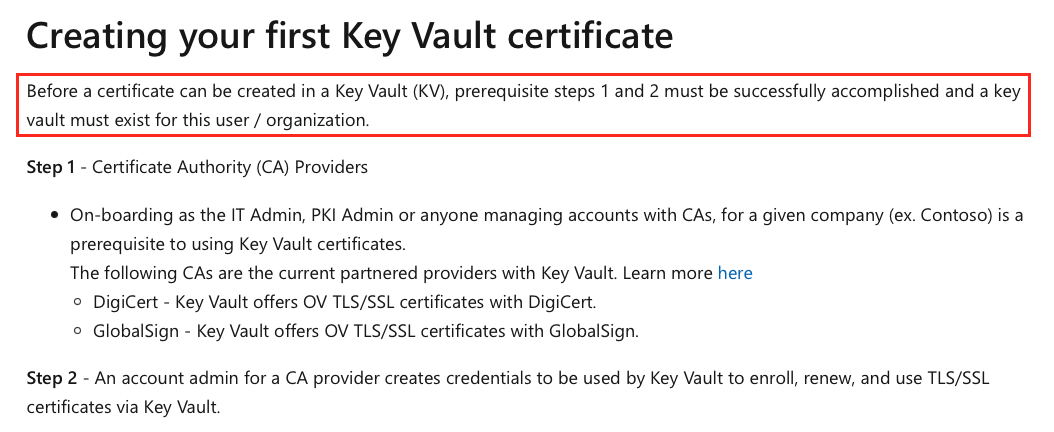 Creating your first Key Vault certificate
Before a certificate can be created in a Key Vault (KV), prerequisite steps 1 and 2 must be successfully accomplished and a key
vault must exist for this user / organization.
Step 1 - Certificate Authority (CA) Providers
• On-boarding as the IT Admin, PKI Admin or anyone managing accounts with CAs, for a given company (ex. Contoso) is a
prerequisite to using Key Vault certificates.
The following CAs are the current partnered providers with Key Vault. Learn more here
◦ DigiCert - Key Vault offers OV TLS/SSL certificates with DigiCert.
◦ GlobalSign - Key Vault offers OV TLS/SSL certificates with GlobalSign.
Step 2 - An account admin for a CA provider creates credentials to be used by Key Vault to enroll, renew, and use TLS/SSL
certificates via Key Vault.